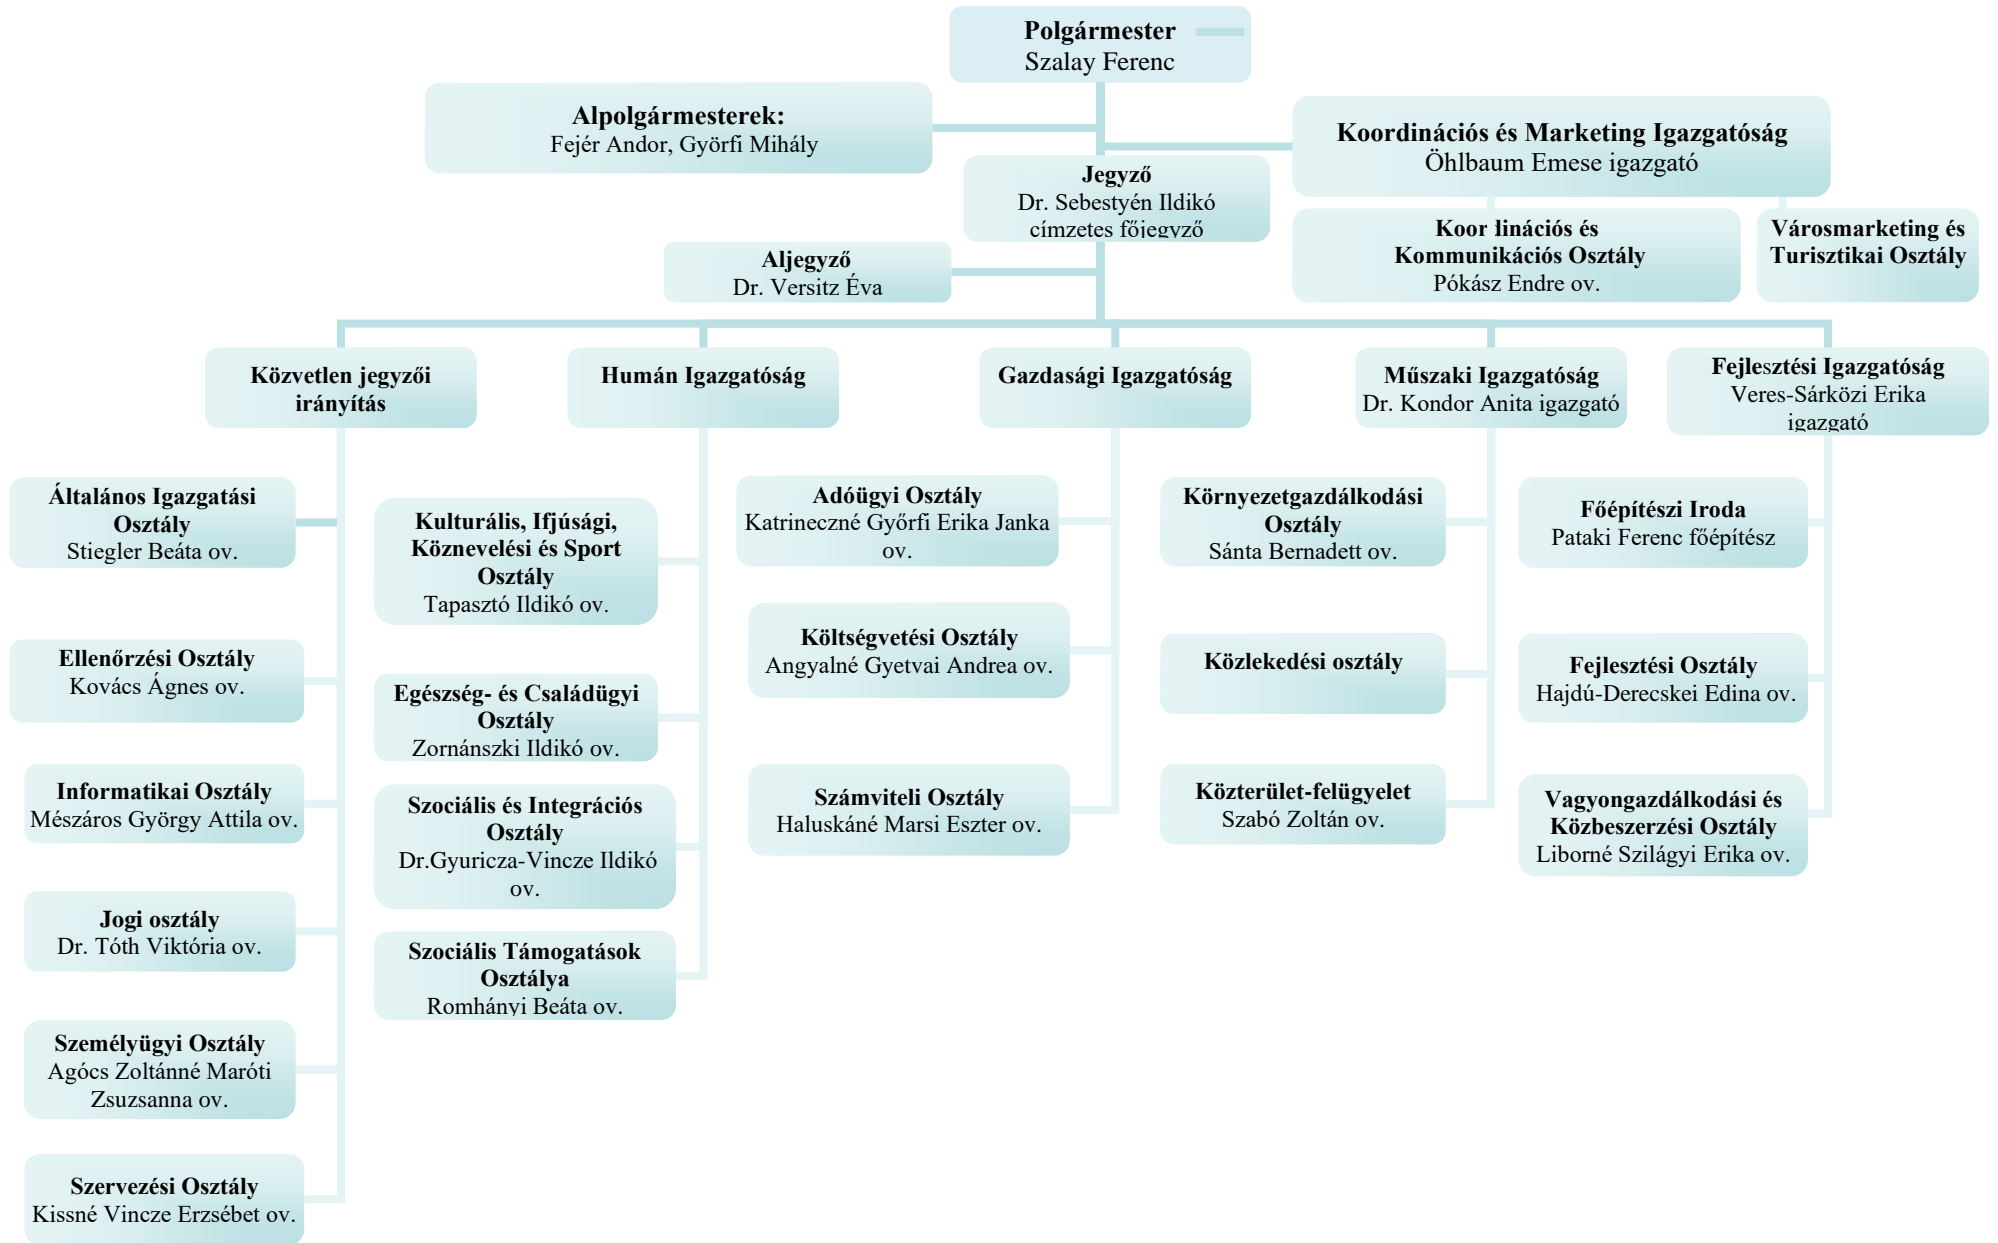 Polgármester
Szalay Ferenc
Alpolgármesterek:
Fejér Andor, Györfi Mihály
Koordinációs és Marketing Igazgatóság
Öhlbaum Emese igazgató
Jegyző
Dr. Sebestyén Ildikó
címzetes főjegyző
Koordinációs és
Kommunikációs Osztály
Pókász Endre ov.
Városmarketing és
Turisztikai Osztály
Aljegyző
Dr. Versitz Éva
Közvetlen jegyzői
irányítás
Humán Igazgatóság
Gazdasági Igazgatóság
Műszaki Igazgatóság
Dr. Kondor Anita igazgató
Fejlesztési Igazgatóság
Veres-Sárközi Erika
igazgató
Általános Igazgatási
Osztály
Stiegler Beáta ov.
Ellenőrzési Osztály
Kovács Ágnes ov.
Informatikai Osztály
Mészáros György Attila ov.
Jogi osztály
Dr. Tóth Viktória ov.
Személyügyi Osztály
Agócs Zoltánné Maróti
Zsuzsanna ov.
Szervezési Osztály
Kissné Vincze Erzsébet ov.
Kulturális, Ifjúsági,
Köznevelési és Sport
Osztály
Tapasztó Ildikó ov.
Egészség- és Családügyi
Osztály
Zornánszki Ildikó ov.
Szociális és Integrációs
Osztály
Dr.Gyuricza-Vincze Ildikó
ov.
Szociális Támogatások
Osztálya
Romhányi Beáta ov.
Adóügyi Osztály
Katrineczné Győrfi Erika Janka
ov.
Költségvetési Osztály
Angyalné Gyetvai Andrea ov.
Számviteli Osztály
Haluskáné Marsi Eszter ov.
Környezetgazdálkodási
Osztály
Sánta Bernadett ov.
Közlekedési osztály
Közterület-felügyelet
Szabó Zoltán ov.
Főépítészi Iroda
Pataki Ferenc főépítész
Fejlesztési Osztály
Hajdú-Derecskei Edina ov.
Vagyongazdálkodási és
Közbeszerzési Osztály
Liborné Szilágyi Erika ov.